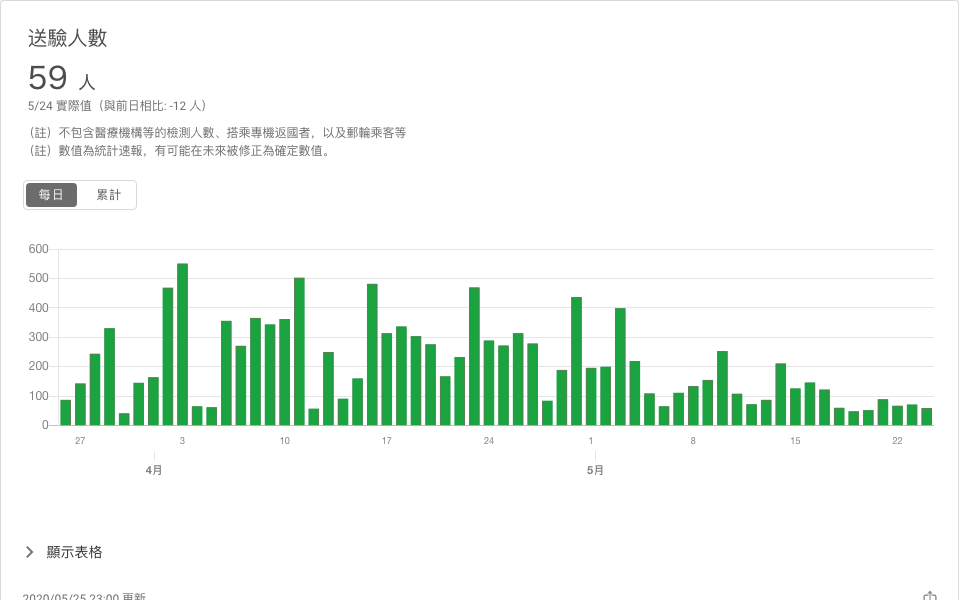 送驗人數
59 人
5/24 實際值（與前日相比: -12 人）
（註）不包含醫療機構等的檢測人數、搭乘專機返國者，以及郵輪乘客等
（註）數值為統計速報，有可能在未來被修正為確定數值。
每日 累計
600
500
400
300
200
100
0
27 3 10 17 24 1 8 15 22
4月 5月
顯示表格
2020/05/25 23:00 更新